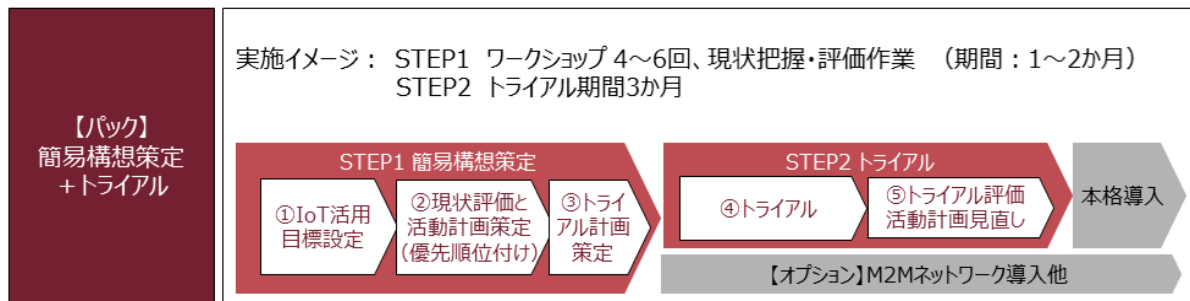 【パック】
簡易構想策定
+トライアル
実施イメージ： STEP1 ワークショップ 4～6回、現状把握・評価作業 （期間：1～2か月）
STEP2 トライアル期間3か月
STEP1 簡易構想策定
①IoT活用
目標設定
②現状評価と
活動計画策定
(優先順位付け)
③トライ
アル計画
策定
STEP2 トライアル
④トライアル
⑤トライアル評価
活動計画見直し
本格導入
【オプション】M2Mネットワーク導入他